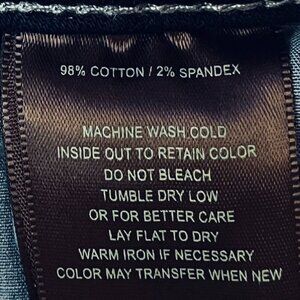 98% COTTON / 2% SPANDEX
MACHINE WASH COLD
INSIDE OUT TO RETAIN COLOR
DO NOT BLEACH
TUMBLE DRY LOW
OR FOR BETTER CARE
LAY FLAT TO DRY
WARM IRON IF NECESSARY
COLOR MAY TRANSFER WHEN NEW